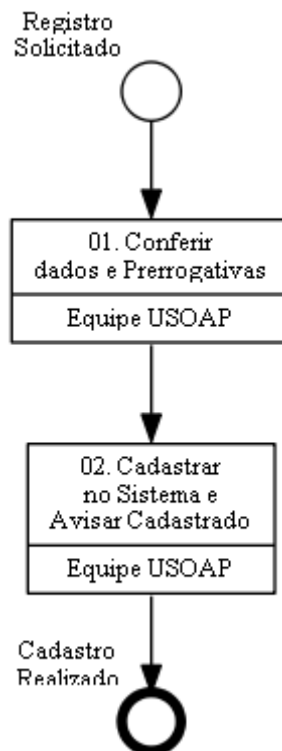 Registro
Solicitado
01. Conferir
dados e Prerrogativas
Equipe USOAP
02. Cadastrar
no Sistema e
Avisar Cadastrado
Equipe USOAP
Cadastro
Realizado